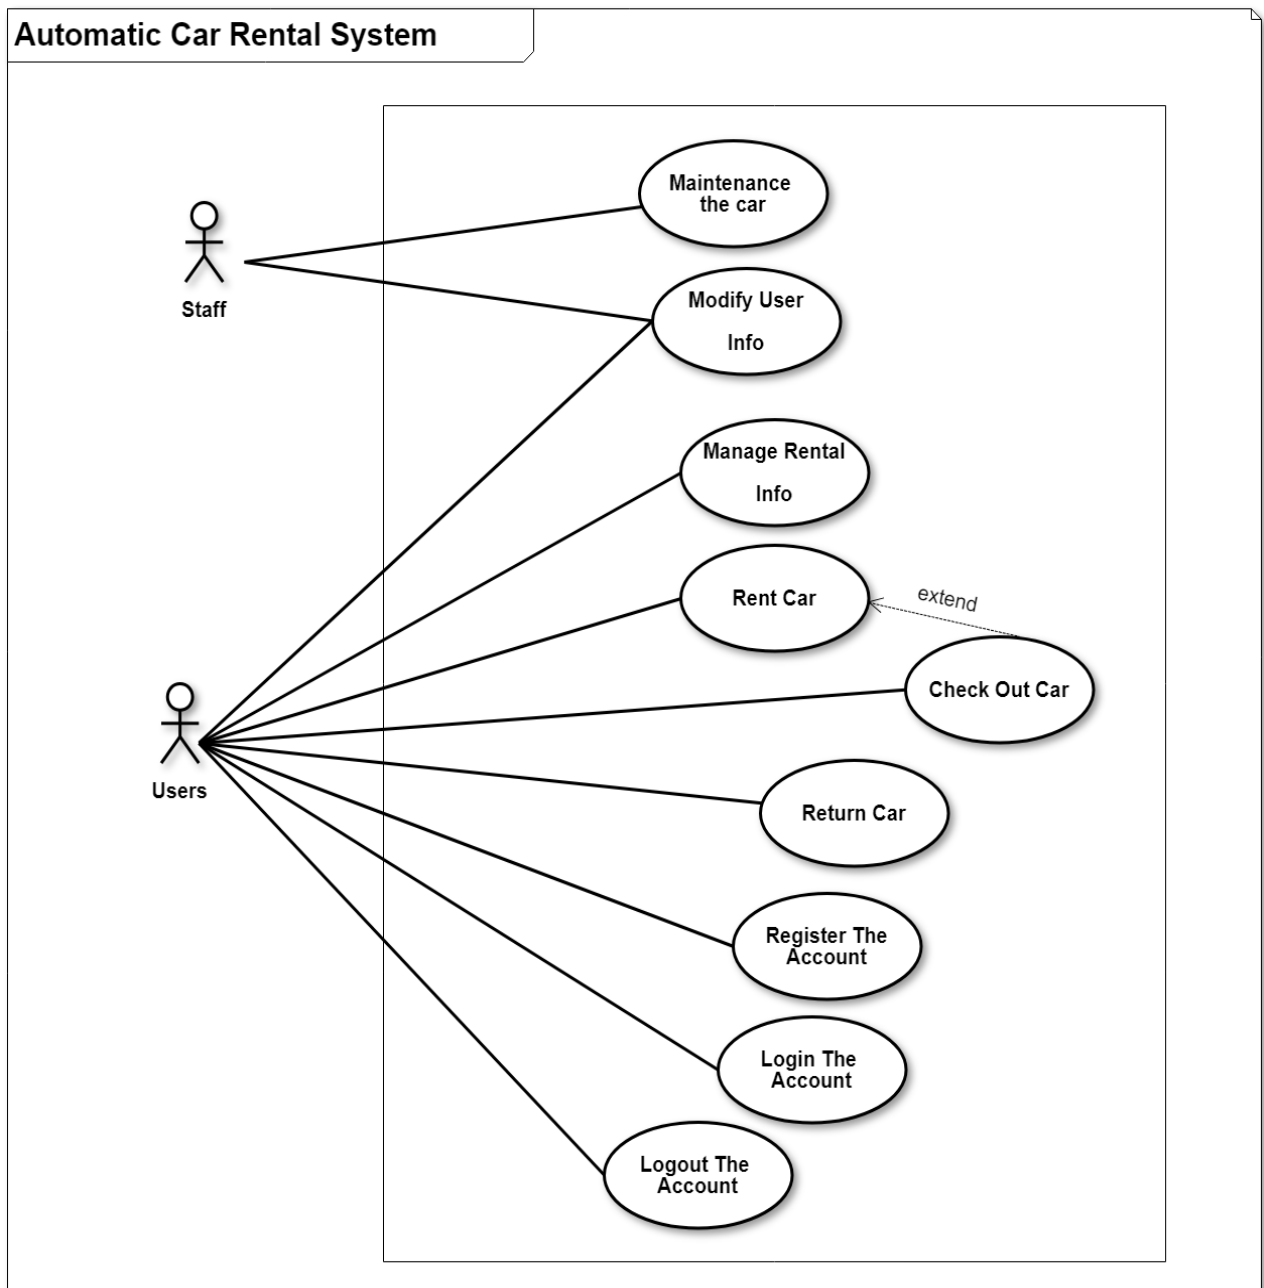 Automatic Car Rental System
Maintenance
the car
Staff
Modify User
Info
Manage Rental
Info
Rent Car
extend
Check Out Car
Users
Return Car
Register The
Account
Login The
Account
Logout The
Account